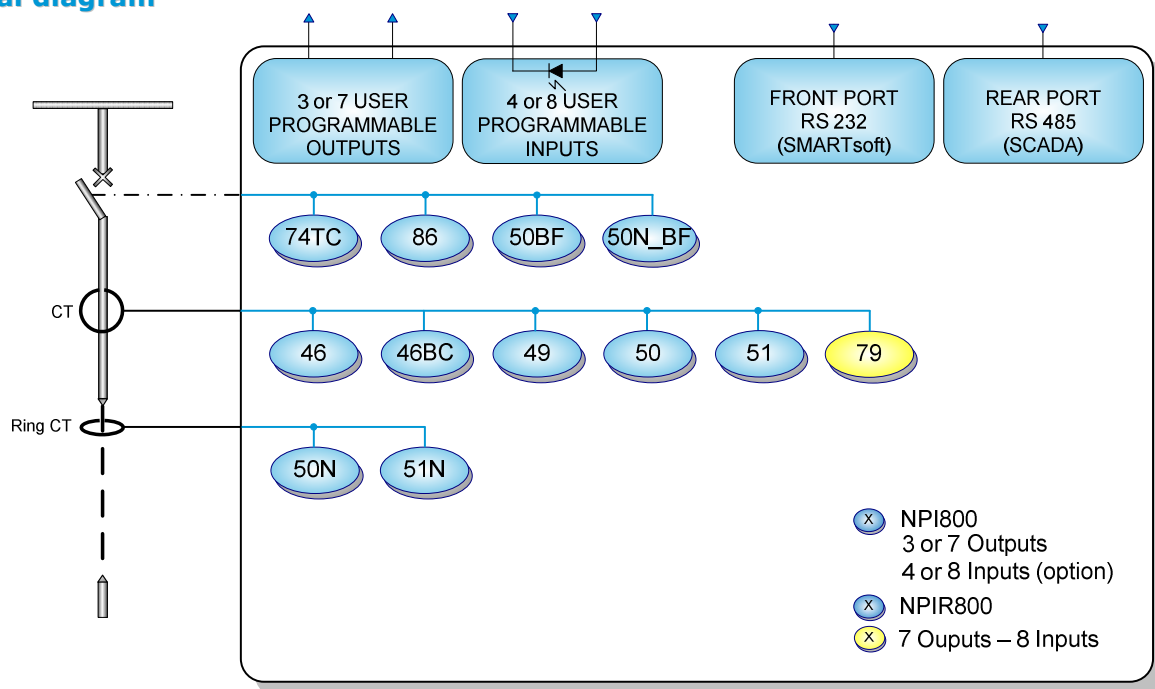 al diagram
3 or 7 USER
PROGRAMMABLE
OUTPUTS
4 or 8 USER
PROGRAMMABLE
INPUTS
FRONT PORT
RS 232
(SMARTsoft)
REAR PORT
RS 485
(SCADA)
74TC
86
50BF
50N_BF
CT
46
46BC
49
50
51
79
Ring CT
50N
51N
X NPI800
3 or 7 Outputs
4 or 8 Inputs (option)
X NPIR800
X 7 Ouputs – 8 Inputs